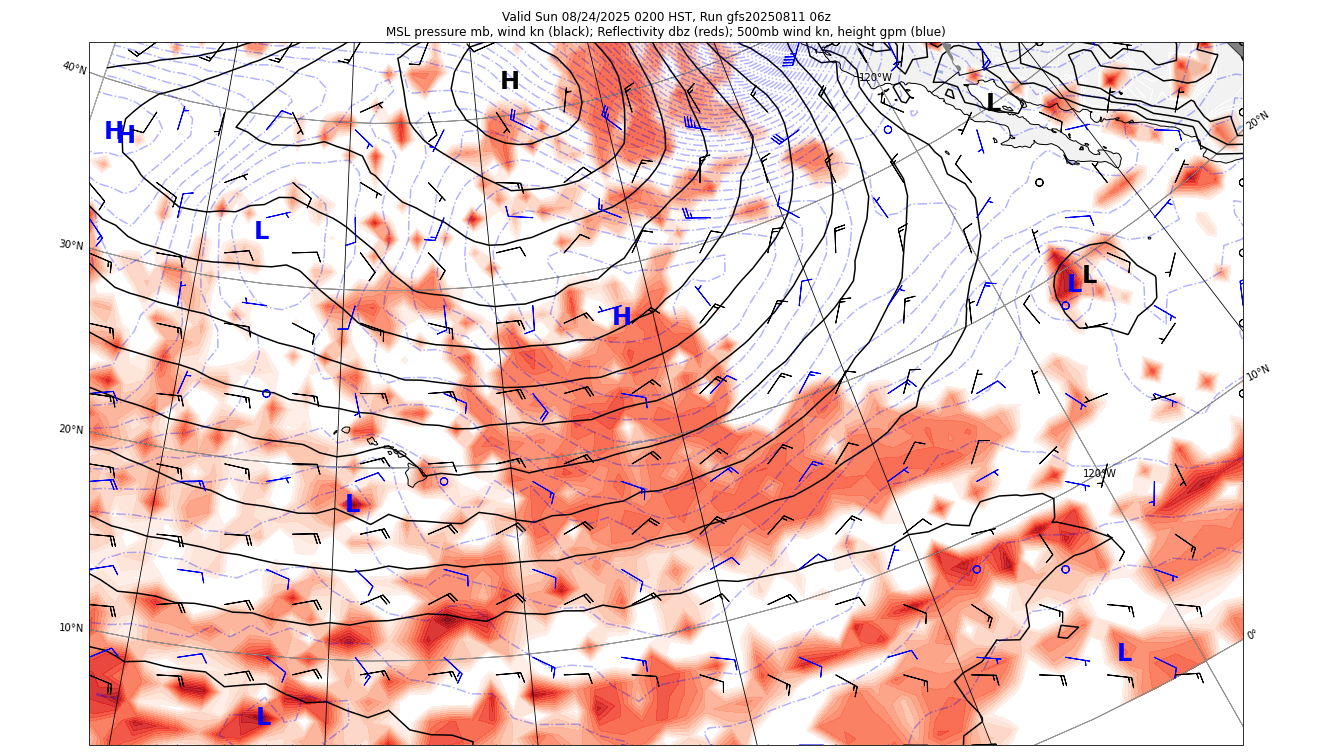 Valid Sun 08/24/2025 0200 HST, Run gfs20250811 06z
MSL pressure mb, wind kn (black); Reflectivity dbz (reds); 500mb wind kn, height gpm (blue)
40°N
H
120°W
L
20°N
H
H
L
30°N
L
L
H
10°N
20°N
120°W
L
10°N
0°
L
L